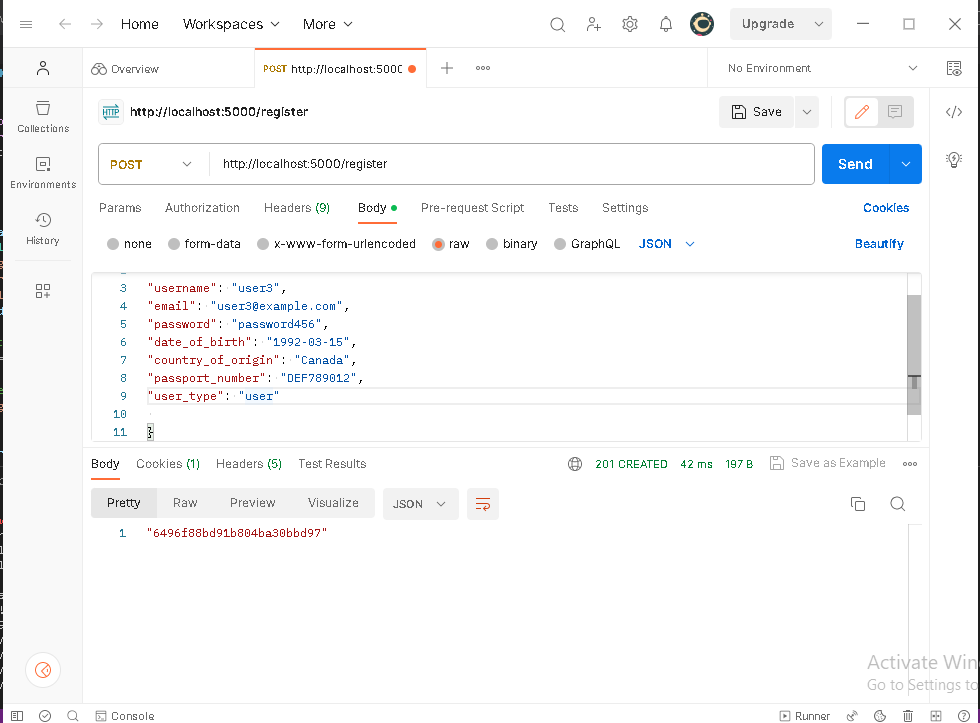 Home Workspaces More Upgrade
Overview POST http://localhost:5000 No Environment
HTTP http://localhost:5000/register Save
Collections
POST http://localhost:5000/register Send
Environments
Params Authorization Headers (9) Body Pre-request Script Tests Settings Cookies
History
none form-data x-www-form-urlencoded raw binary GraphQL JSON Beautify
3 "username": "user3",
4 "email": "user3@example.com",
5 "password": "password456",
6 "date_of_birth": "1992-03-15",
7 "country_of_origin": "Canada",
8 "passport_number": "DEF789012",
9 "user_type": "user"
10
11 }
Body Cookies (1) Headers (5) Test Results 201 CREATED 42 ms 197 B Save as Example
Pretty Raw Preview Visualize JSON
1 "6496f88bd91b804ba30bbd97"
Activate Win
Go to Settings to
Console Runner